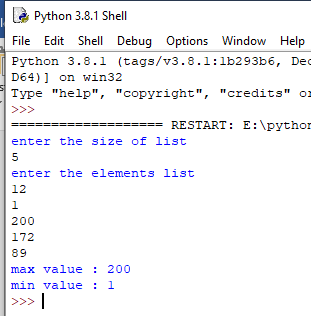 Python 3.8.1 Shell
File Edit Shell Debug Options Window Help
Python 3.8.1 (tags/v3.8.1:1b293b6, Dec
D64)] on win32
Type "help", "copyright", "credits" or
>>>
=================== RESTART: E:\python
enter the size of list
5
enter the elements list
12
1
200
172
89
max value : 200
min value : 1
>>>